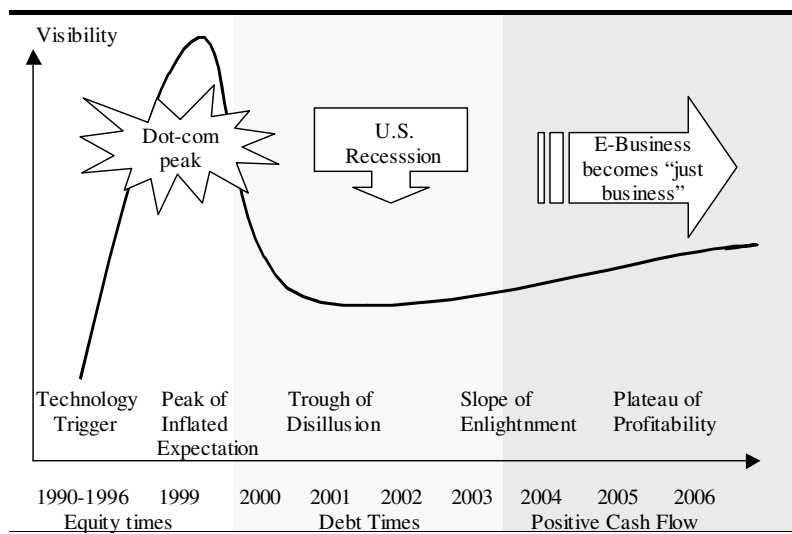 Visibility
Dot-com
peak
U.S.
Recesssion
E-Business
becomes “just
business”
Technology
Trigger
Peak of
Inflated
Expectation
Trough of
Disillusion
Slope of
Enlightnment
Plateau of
Profitability
1990-1996 1999 2000 2001 2002 2003 2004 2005 2006
Equity times Debt Times Positive Cash Flow